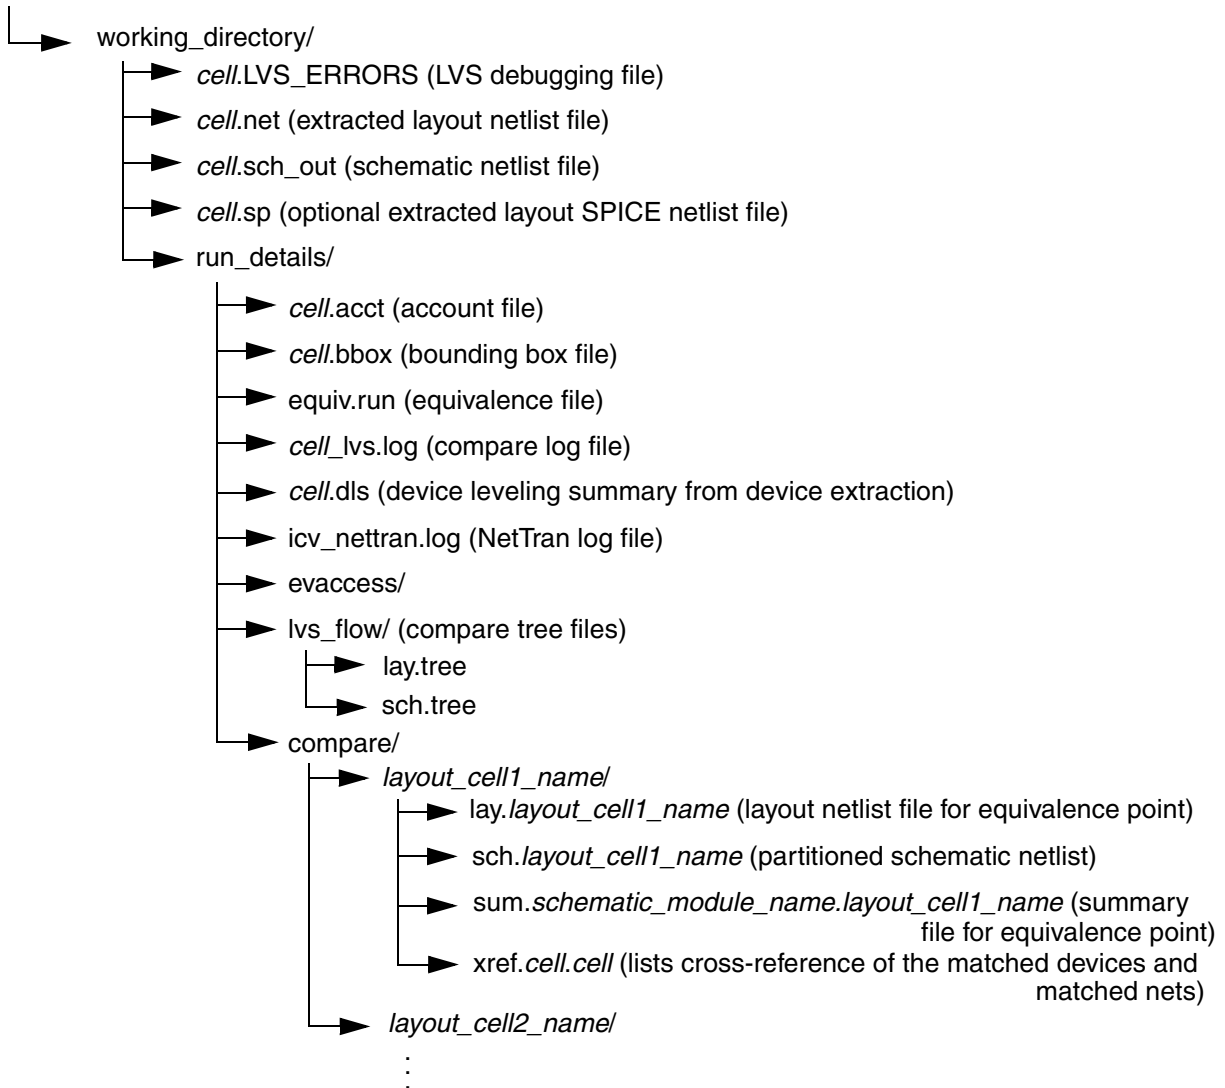 working_directory/
cell.LVS_ERRORS (LVS debugging file)
cell.net (extracted layout netlist file)
cell.sch_out (schematic netlist file)
cell.sp (optional extracted layout SPICE netlist file)
run_details/
cell.acct (account file)
cell.bbox (bounding box file)
equiv.run (equivalence file)
cell_lvs.log (compare log file)
cell.dls (device leveling summary from device extraction)
icv_nettran.log (NetTran log file)
evaccess/
lvs_flow/ (compare tree files)
lay.tree
sch.tree
compare/
layout_cell1_name/
lay.layout_cell1_name (layout netlist file for equivalence point)
sch.layout_cell1_name (partitioned schematic netlist)
sum.schematic_module_name.layout_cell1_name (summary
file for equivalence point)
xref.cell.cell (lists cross-reference of the matched devices and
matched nets)
layout_cell2_name/